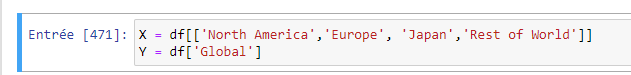 Entrée [471]: X = df[['North America','Europe', 'Japan','Rest of World']]
Y = df['Global']